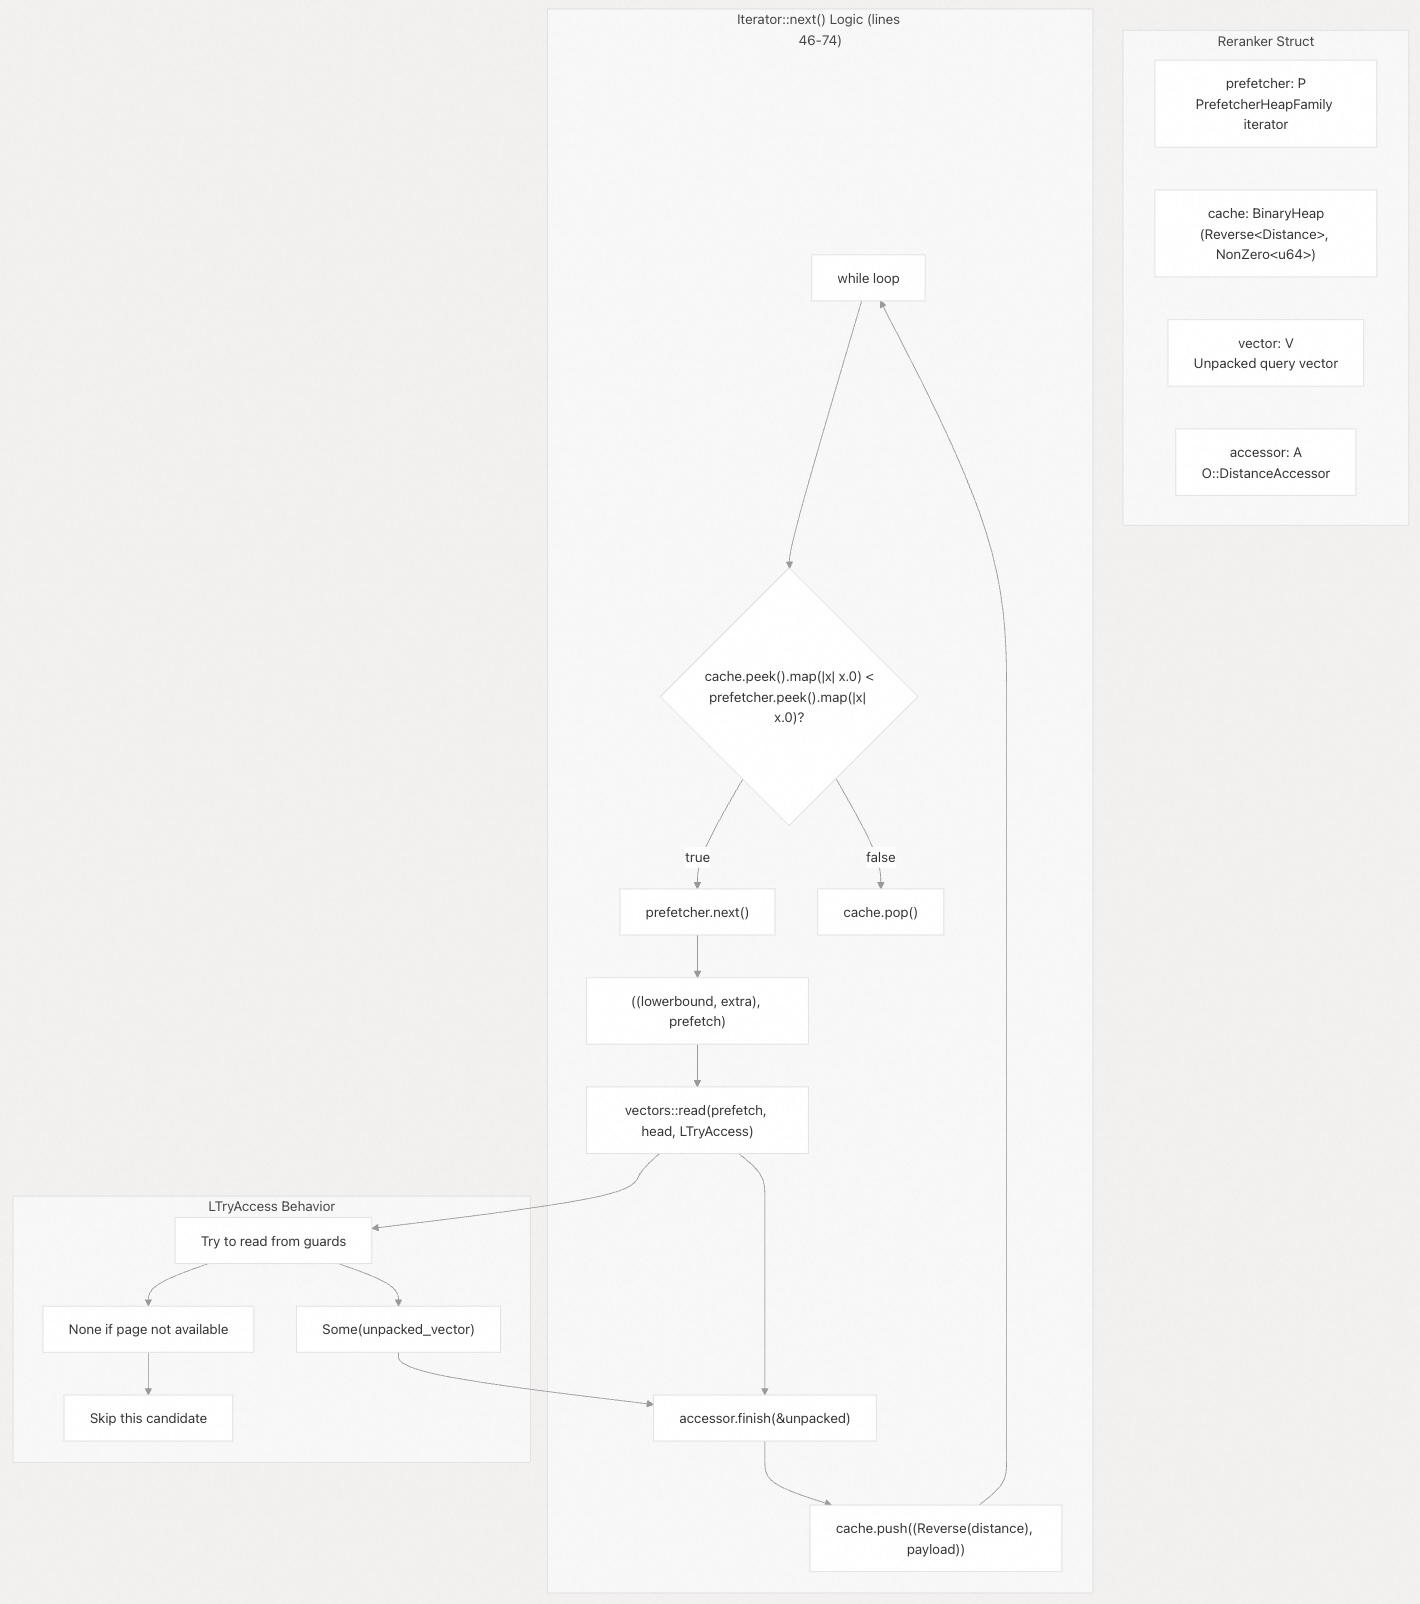 Iterator::next() Logic (lines
46-74)
while loop
cache.peek().map(|x| x.0) <
prefetcher.peek().map(|x|
x.0)?
true
false
prefetcher.next()
cache.pop()
((lowerbound, extra),
prefetch)
vectors::read(prefetch,
head, LTryAccess)
accessor.finish(&unpacked)
cache.push((Reverse(distance),
payload))
LTryAccess Behavior
Try to read from guards
None if page not available
Some(unpacked_vector)
Skip this candidate
Reranker Struct
prefetcher: P
PrefetcherHeapFamily
iterator
cache: BinaryHeap
(Reverse<Distance>,
NonZero<u64>)
vector: V
Unpacked query vector
accessor: A
O::DistanceAccessor